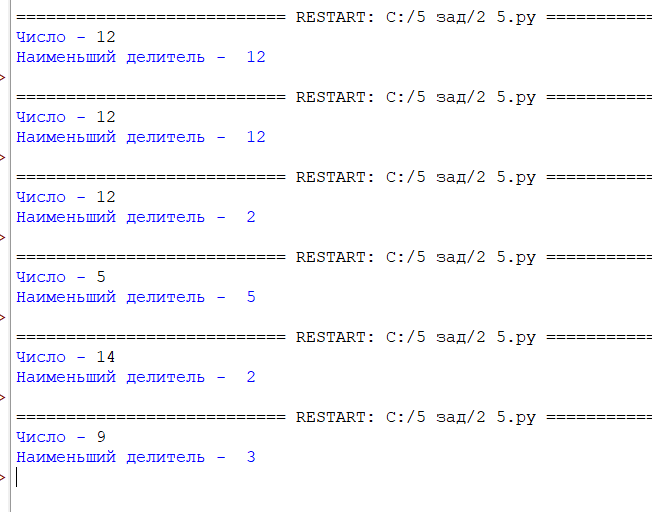 =========================== RESTART: C:/5 зад/2 5.py ===========
Число - 12
Наименьший делитель -  12
>
=========================== RESTART: C:/5 зад/2 5.py ===========
Число - 12
Наименьший делитель -  12
>
=========================== RESTART: C:/5 зад/2 5.py ===========
Число - 12
Наименьший делитель -  2
>
=========================== RESTART: C:/5 зад/2 5.py ===========
Число - 5
Наименьший делитель -  5
>
=========================== RESTART: C:/5 зад/2 5.py ===========
Число - 14
Наименьший делитель -  2
>
=========================== RESTART: C:/5 зад/2 5.py ===========
Число - 9
Наименьший делитель -  3
>